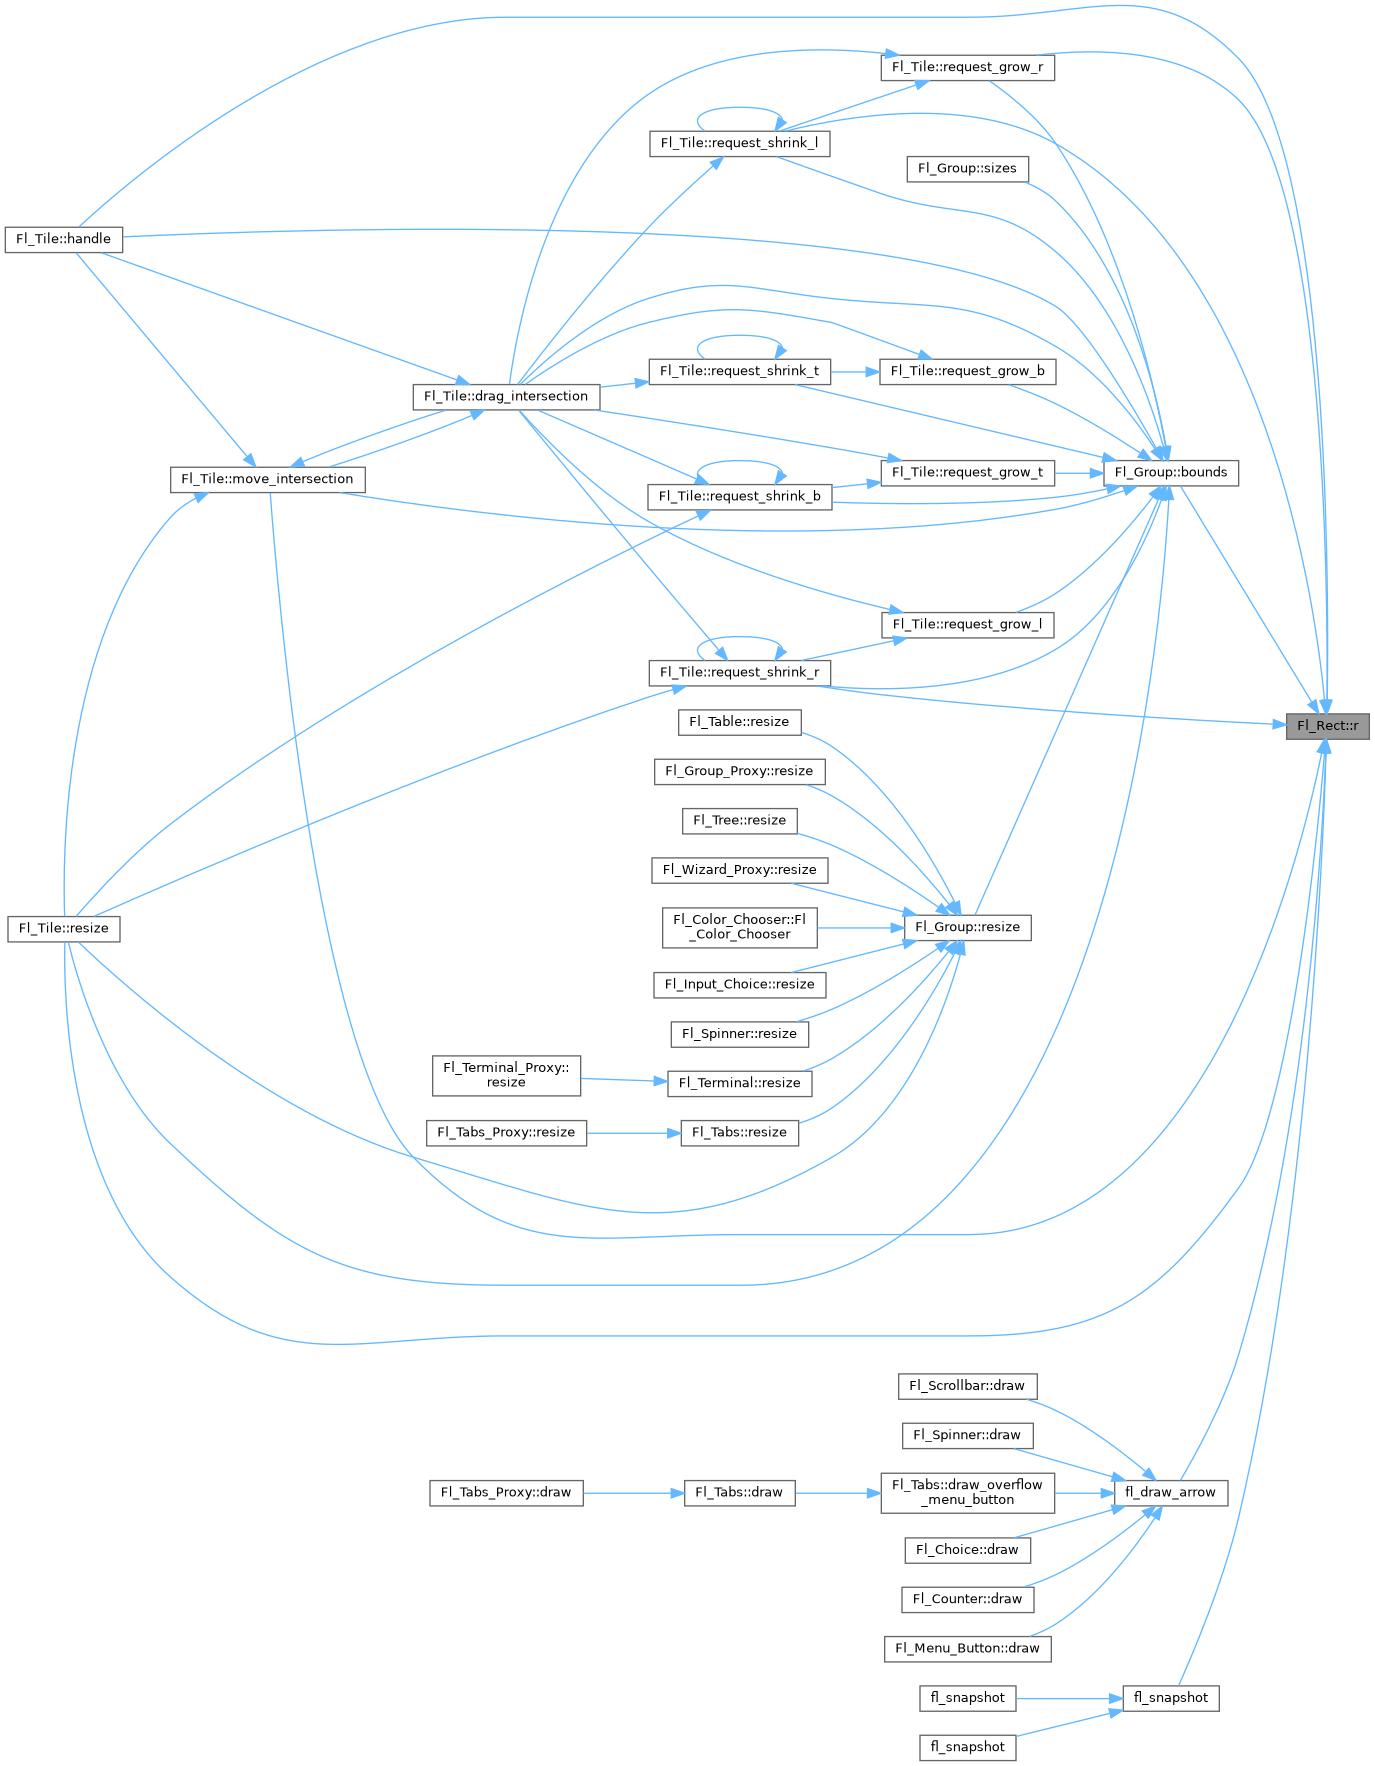 Fl_Tile::request_grow_r
Fl_Tile::request_shrink_l
Fl_Group::sizes
Fl_Tile::handle
Fl_Tile::request_shrink_t
Fl_Tile::request_grow_b
Fl_Tile::drag_intersection
Fl_Tile::move_intersection
Fl_Tile::request_grow_t
Fl_Group::bounds
Fl_Tile::request_shrink_b
Fl_Tile::request_grow_l
Fl_Tile::request_shrink_r
Fl_Table::resize
Fl_Rect::r
Fl_Group_Proxy::resize
Fl_Tree::resize
Fl_Wizard_Proxy::resize
Fl_Tile::resize
Fl_Color_Chooser::Fl
_Color_Chooser
Fl_Group::resize
Fl_Input_Choice::resize
Fl_Spinner::resize
Fl_Terminal_Proxy::
resize
Fl_Terminal::resize
Fl_Tabs_Proxy::resize
Fl_Tabs::resize
Fl_Scrollbar::draw
Fl_Spinner::draw
Fl_Tabs_Proxy::draw
Fl_Tabs::draw
Fl_Tabs::draw_overflow
_menu_button
fl_draw_arrow
Fl_Choice::draw
Fl_Counter::draw
Fl_Menu_Button::draw
fl_snapshot
fl_snapshot
fl_snapshot